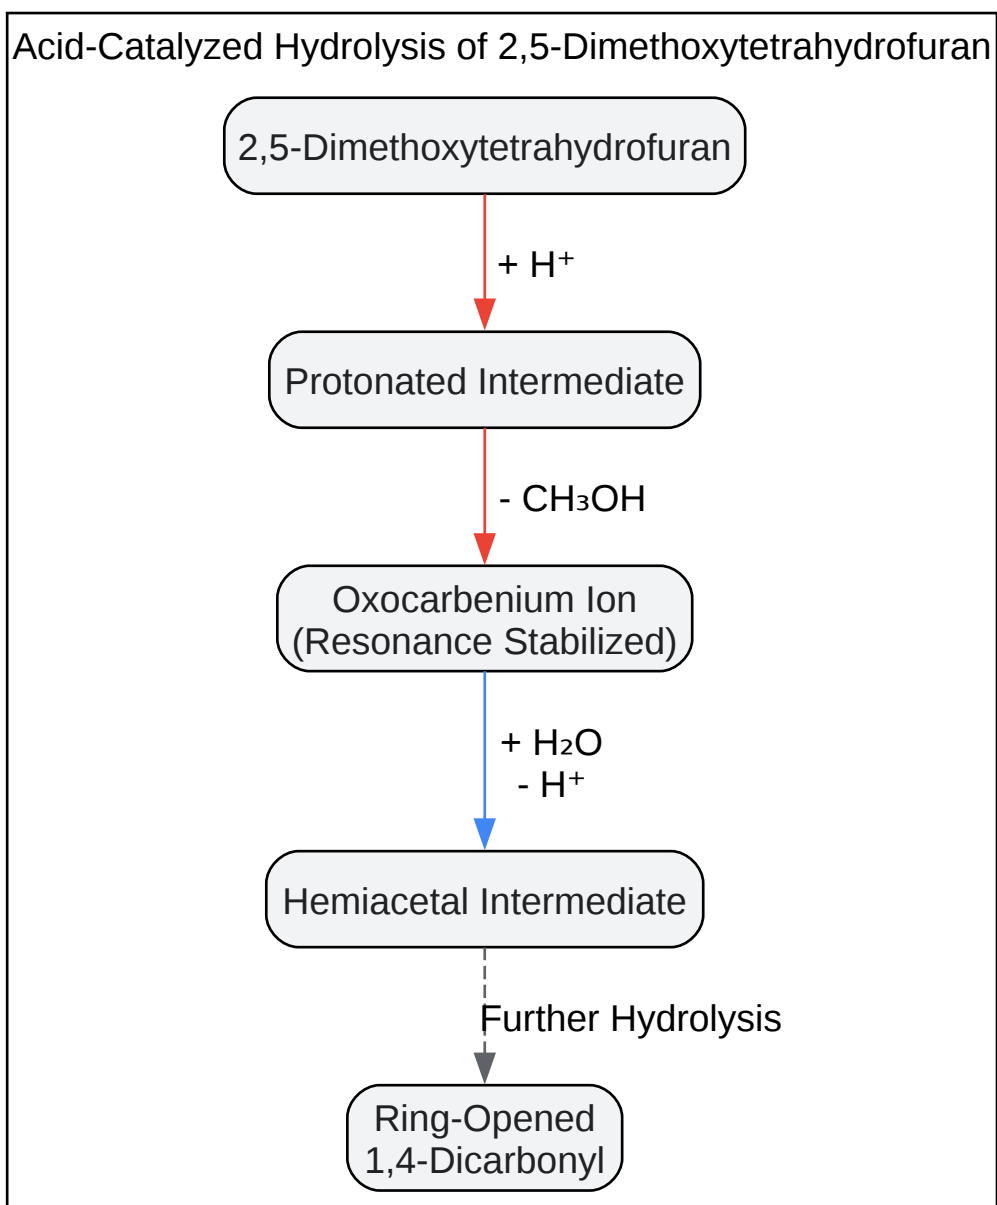 Acid-Catalyzed Hydrolysis of 2,5-Dimethoxytetrahydrofuran
2,5-Dimethoxytetrahydrofuran
+ H⁺
Protonated Intermediate
- CH₃OH
Oxocarbenium Ion
(Resonance Stabilized)
+ H₂O
- H⁺
Hemiacetal Intermediate
Further Hydrolysis
Ring-Opened
1,4-Dicarbonyl